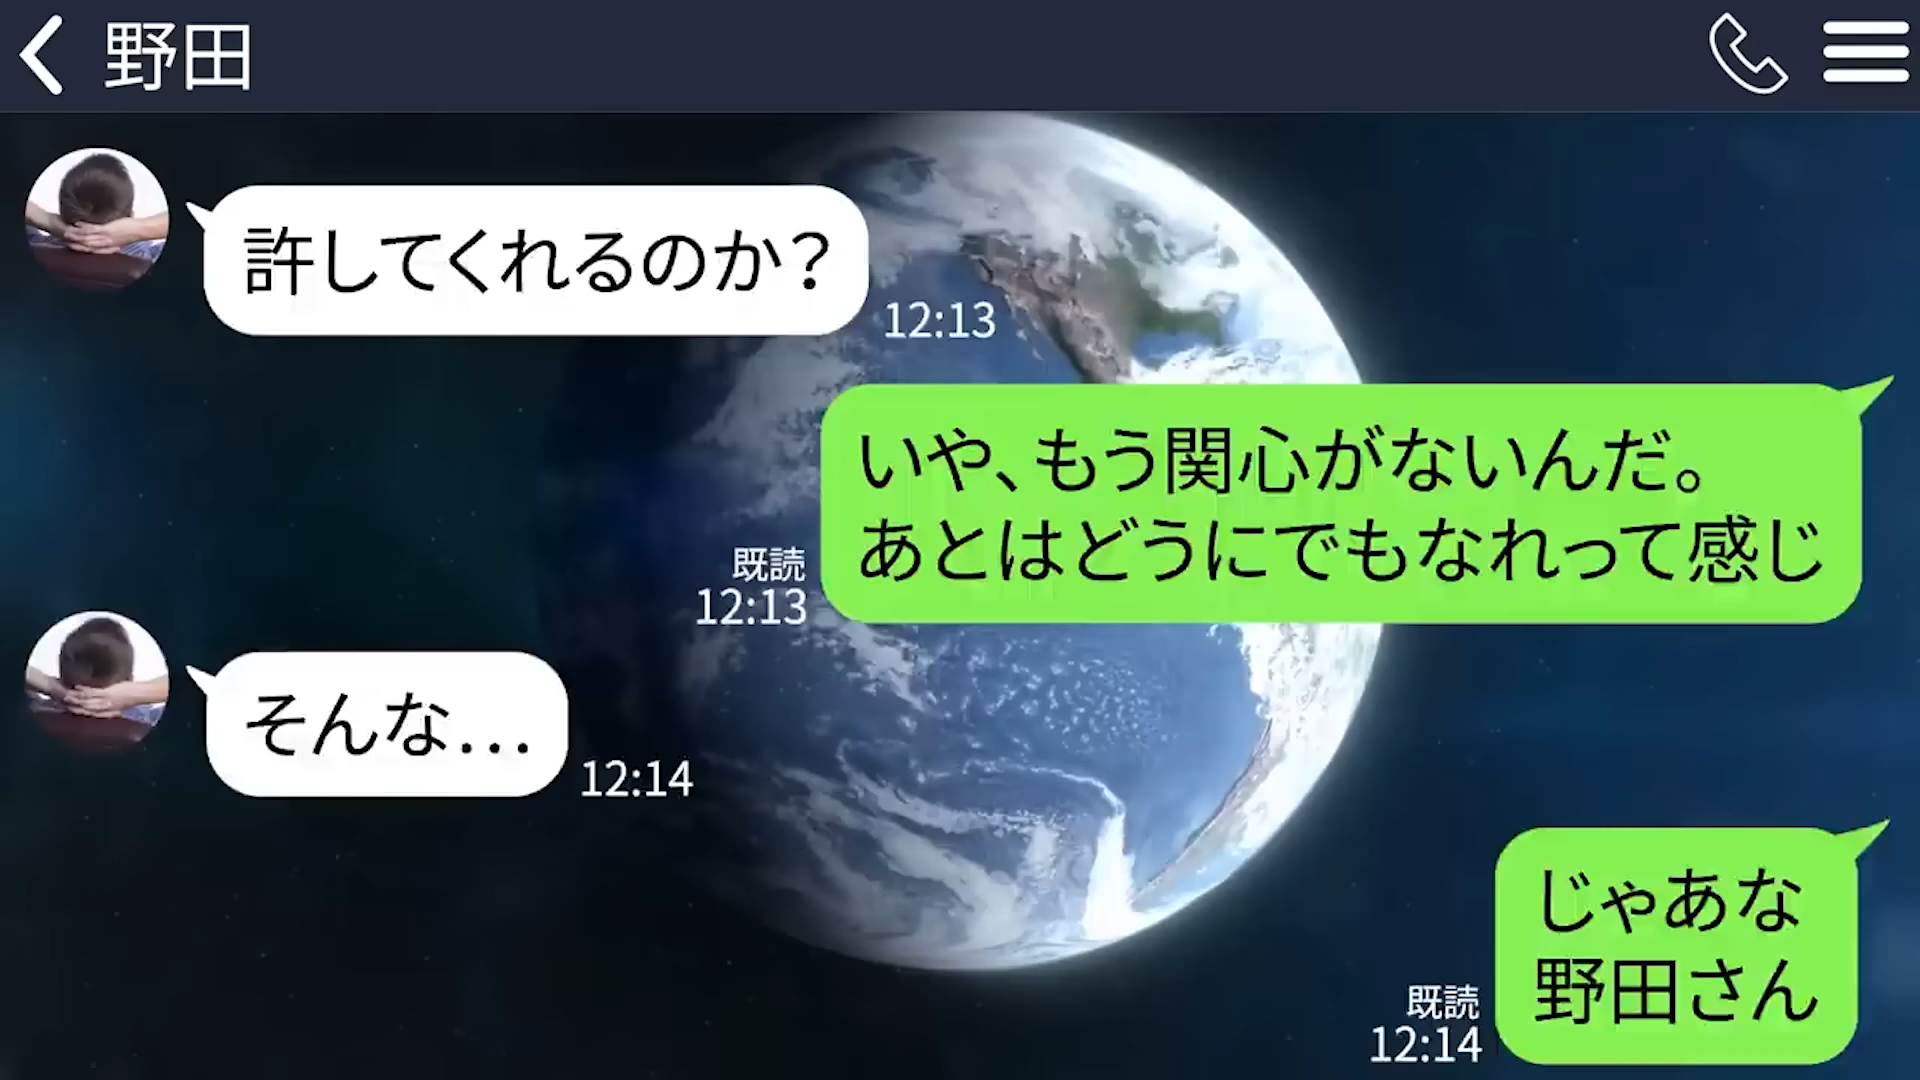 野田
許してくれるのか？
12:13
いや、もう関心がないんだ。
あとはどうにでもなれって感じ
既読
12:13
そんな…
12:14
じゃあな
野田さん
既読
12:14